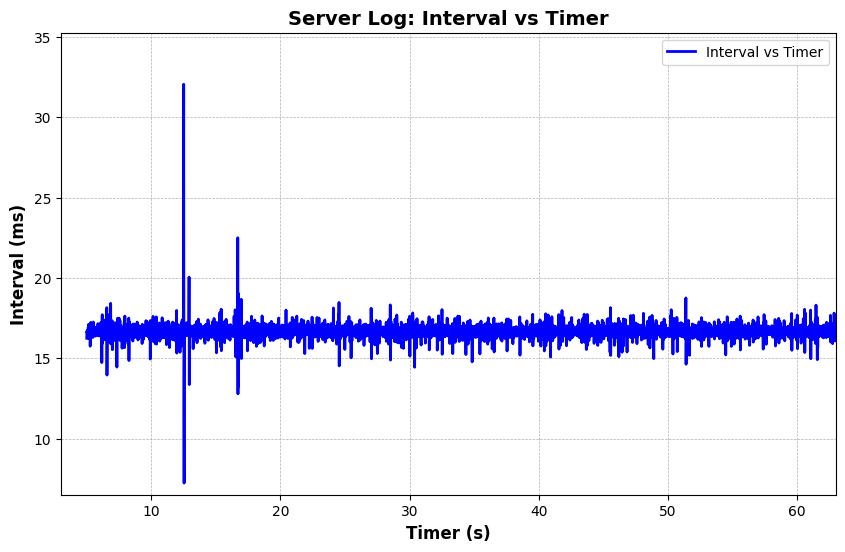 Server Log: Interval vs Timer
Interval vs Timer
35
30
25
20
15
10
Interval (ms)
10 20 30 40 50 60
Timer (s)